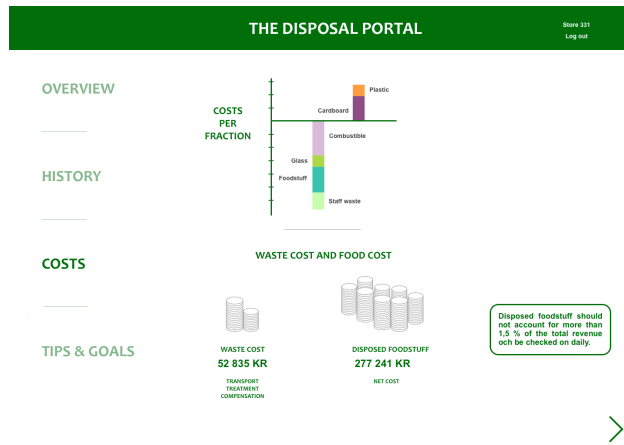 THE DISPOSAL PORTAL
Store 331
Log out
OVERVIEW
HISTORY
COSTS
TIPS & GOALS
COSTS
PER
FRACTION
Plastic
Cardboard
Combustible
Glass
Foodstuff
Staff waste
WASTE COST AND FOOD COST
WASTE COST
52 835 KR
TRANSPORT
TREATMENT
COMPENSATION
DISPOSED FOODSTUFF
277 241 KR
NET COST
Disposed foodstuff should
not account for more than
1,5 % of the total revenue
och be checked on daily.